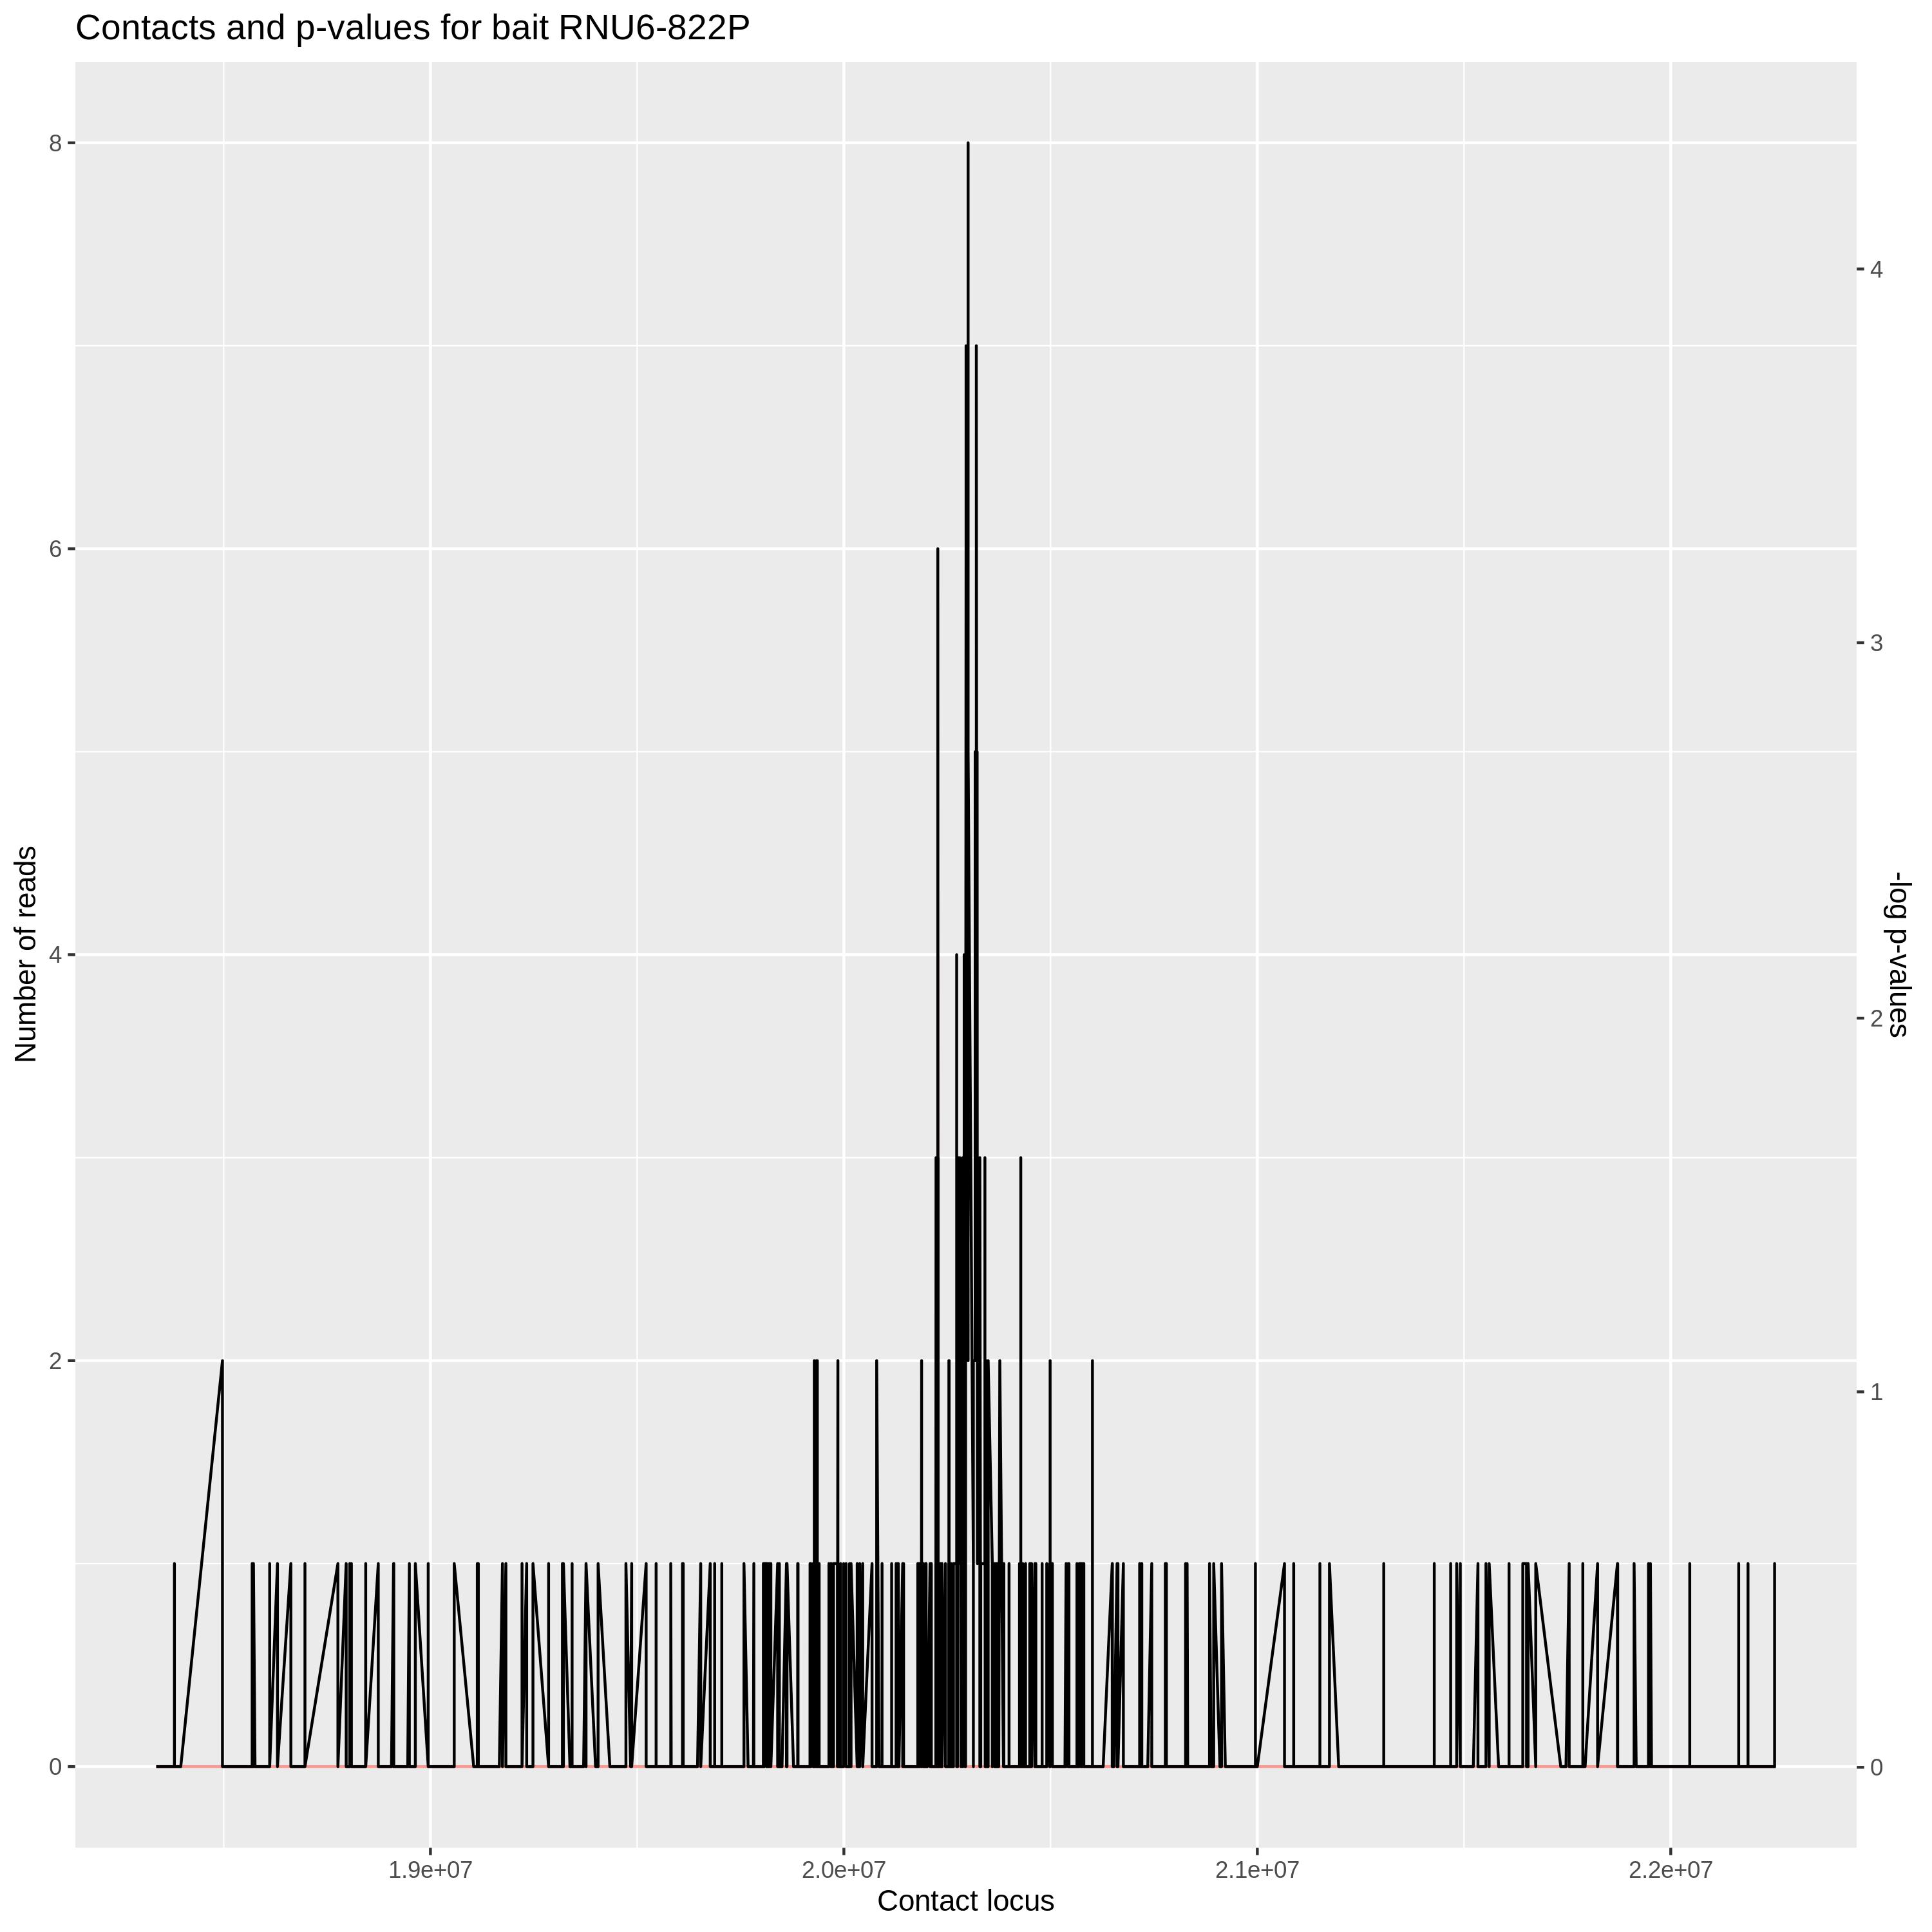 Contacts and p-values for bait RNU6-822P
8
6
4
2
0
Number of reads
4
3
2
1
0
-log p-values
1.9e+07 2.0e+07 2.1e+07 2.2e+07
Contact locus